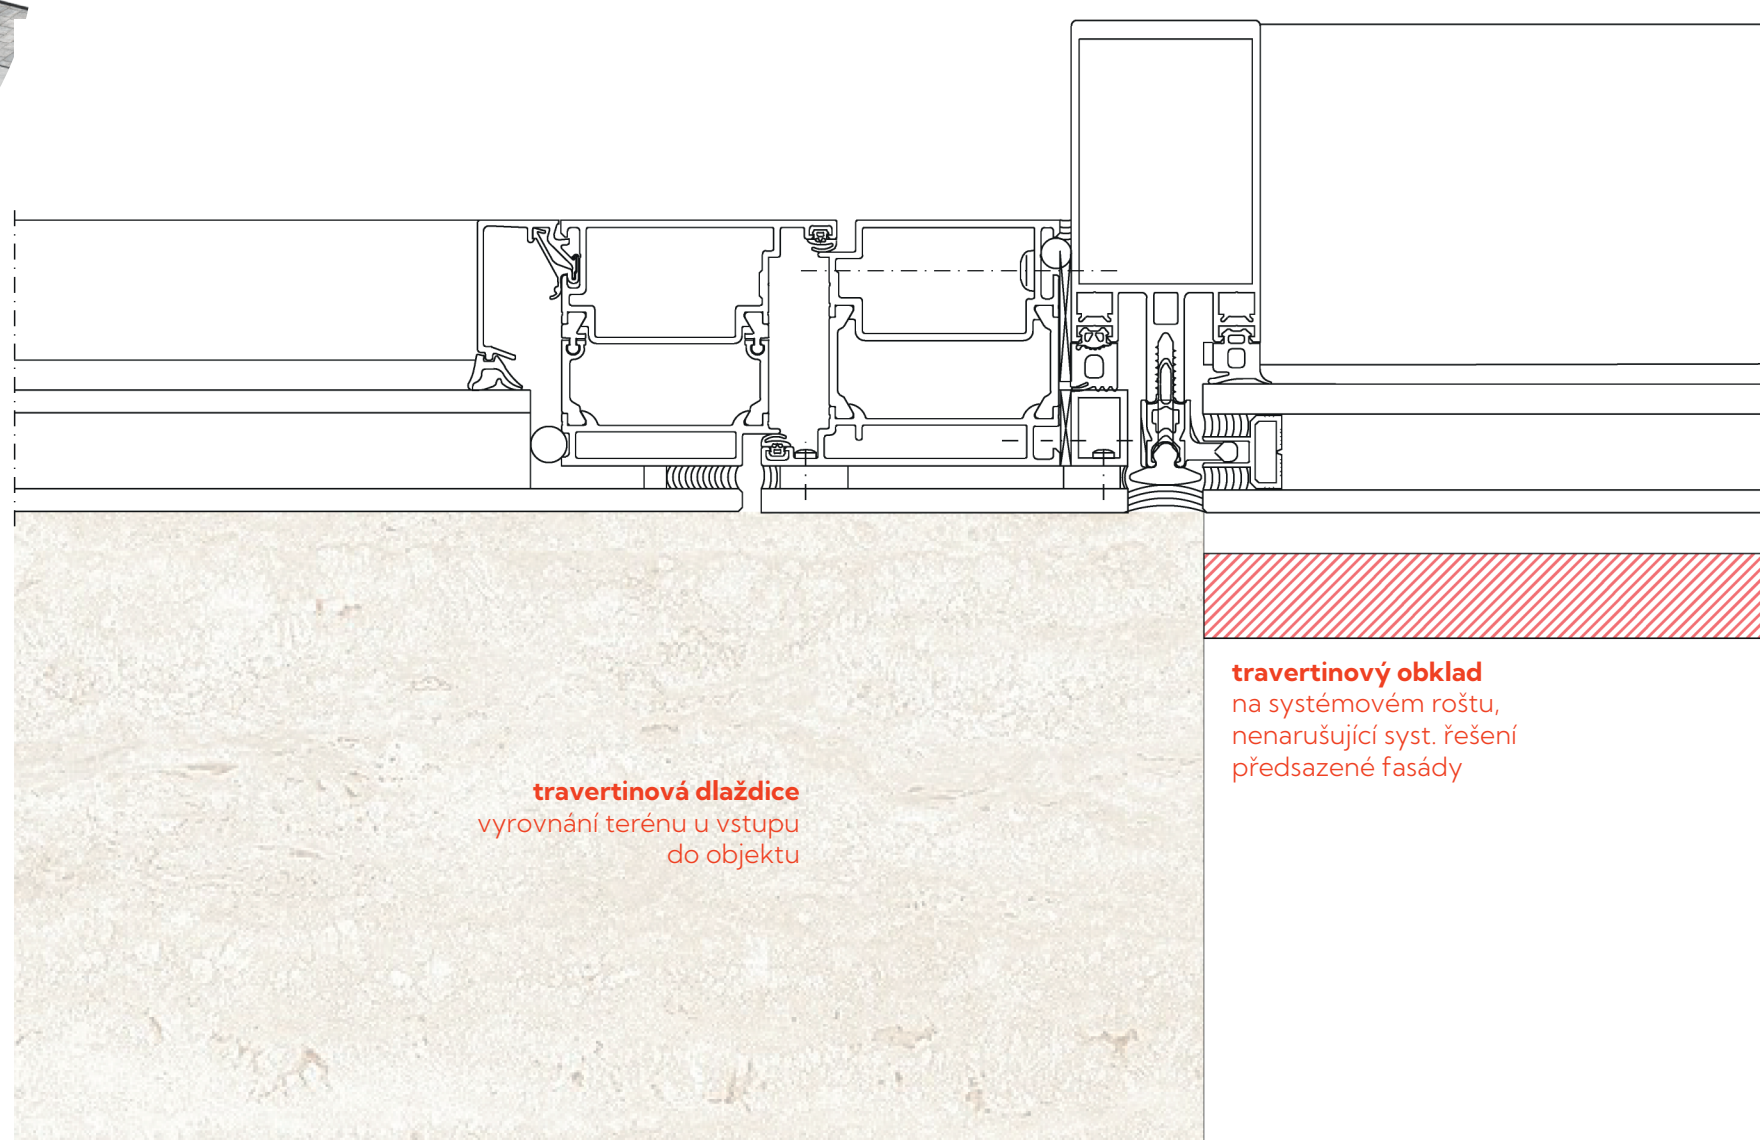 travertinový obklad
na systémovém roštu,
nenarušující syst. řešení
předsazené fasády
travertinová dlaždice
vyrovnání terénu u vstupu
do objektu